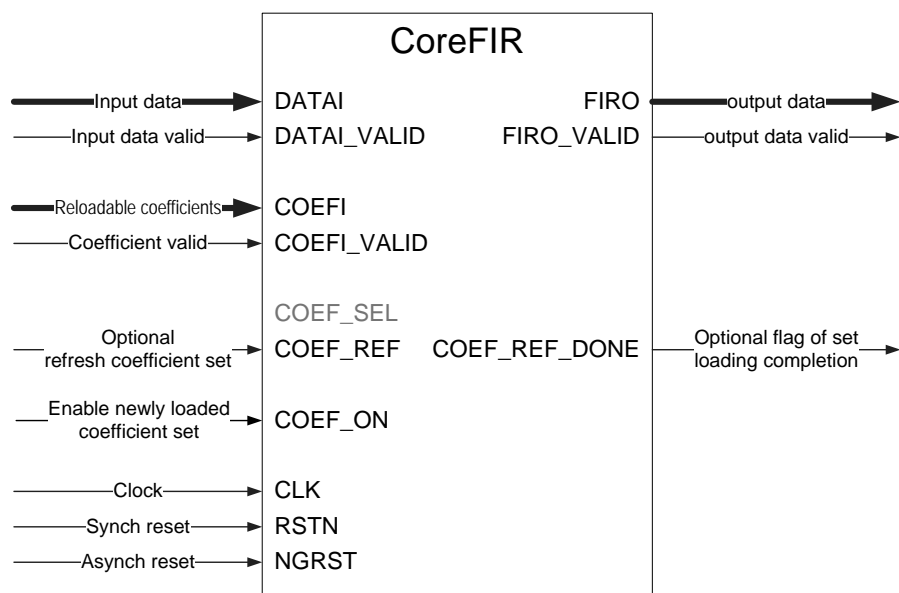 CoreFIR
Input data DATAI FIRO output data
Input data valid DATAI_VALID FIRO_VALID output data valid
Reloadable coefficients COEFI
Coefficient valid COEFI_VALID
COEF_SEL
Optional
refresh coefficient set
COEF_REF COEF_REF_DONE
Optional flag of set
loading completion
Enable newly loaded
coefficient set
COEF_ON
Clock CLK
Synch reset RSTN
Asynch reset NGRST